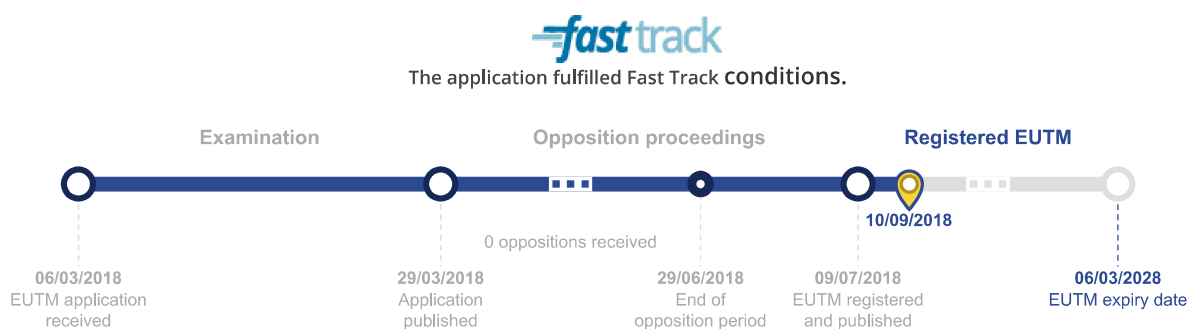 fast track
The application fulfilled Fast Track conditions.
Examination
Opposition proceedings
Registered EUTM
10/09/2018
0 oppositions received
06/03/2018
EUTM application
received
29/03/2018
Application
published
29/06/2018
End of
opposition period
09/07/2018
EUTM registered
and published
06/03/2028
EUTM expiry date